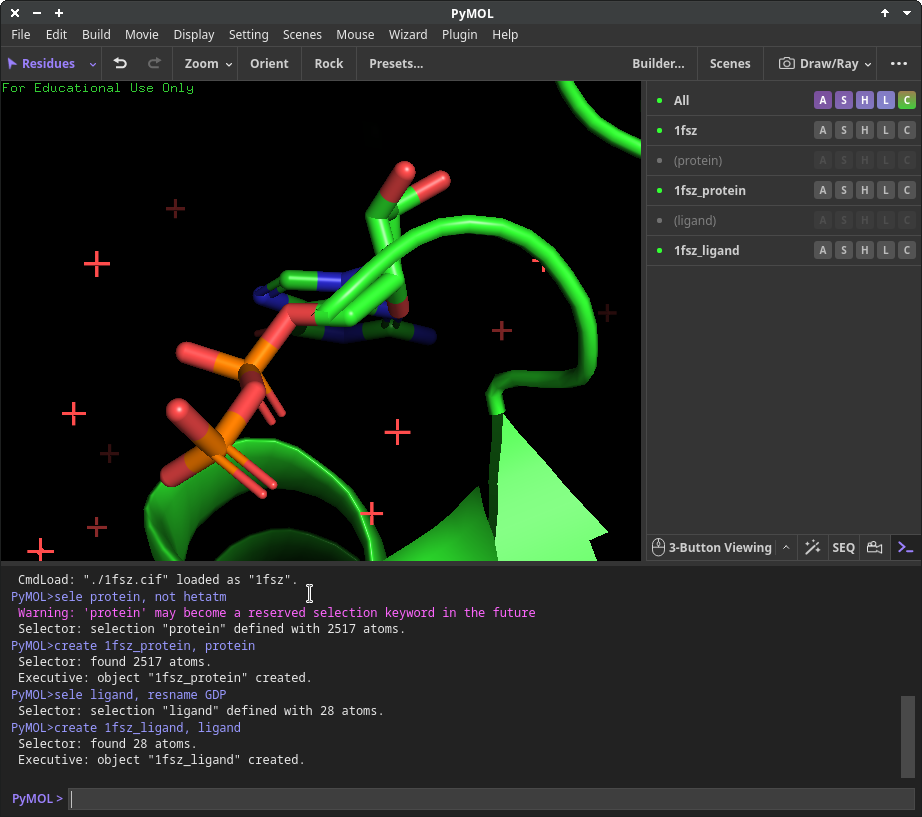 PyMOL
File Edit Build Movie Display Setting Scenes Mouse Wizard Plugin Help
Residues Zoom Orient Rock Presets... Builder... Scenes Draw/Ray
For Educational Use Only
All A S H L C
1fsz A S H L C
(protein) A S H L C
1fsz_protein A S H L C
(ligand) A S H L C
1fsz_ligand A S H L C
3-Button Viewing SEQ
CmdLoad: "./1fsz.cif" loaded as "1fsz".
PyMOL>sele protein, not hetatm
Warning: 'protein' may become a reserved selection keyword in the future
Selector: selection "protein" defined with 2517 atoms.
PyMOL>create 1fsz_protein, protein
Selector: found 2517 atoms.
Executive: object "1fsz_protein" created.
PyMOL>sele ligand, resname GDP
Selector: selection "ligand" defined with 28 atoms.
PyMOL>create 1fsz_ligand, ligand
Selector: found 28 atoms.
Executive: object "1fsz_ligand" created.
PyMOL >